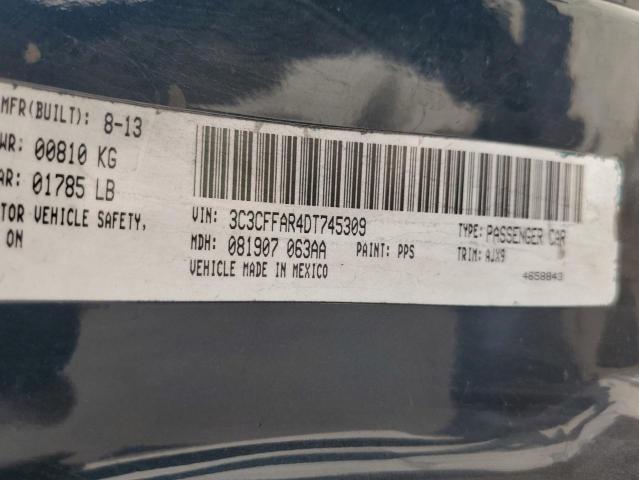 MFR(BUILT): 8-13
WR: 00810 KG
AR: 01785 LB
TOR VEHICLE SAFETY,
ON
VIN: 3C3CFFAR4DT745309
MDH: 081907 063AA PAINT: PPS
VEHICLE MADE IN MEXICO
TYPE: PASSENGER CAR
TRIM: AJX9
4658843